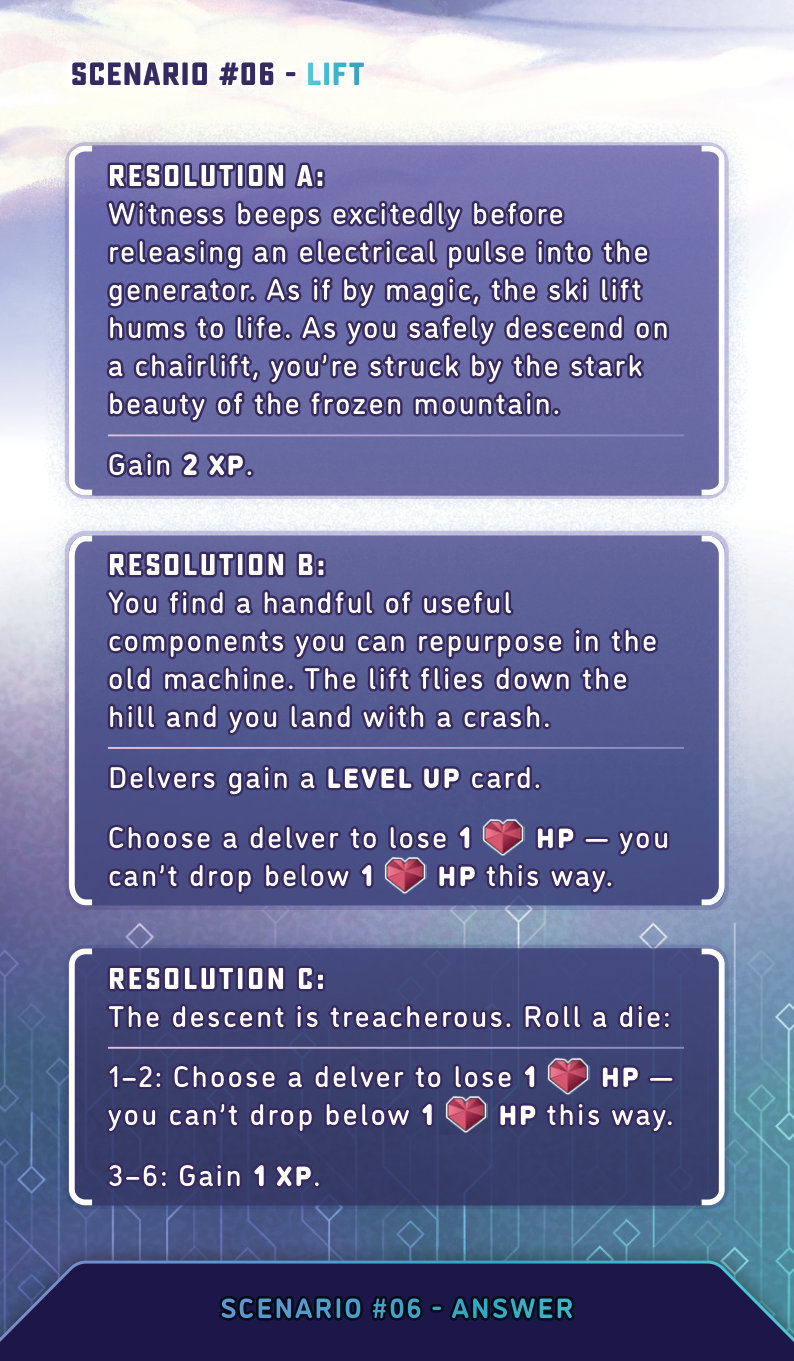 SCENARIO #06 - LIFT
RESOLUTION A:
Witness beeps excitedly before
releasing an electrical pulse into the
generator. As if by magic, the ski lift
hums to life. As you safely descend on
a chairlift, you're struck by the stark
beauty of the frozen mountain.
Gain 2 XP.
RESOLUTION B:
You find a handful of useful
components you can repurpose in the
old machine. The lift flies down the
hill and you land with a crash.
Delvers gain a LEVEL UP card.
Choose a delver to lose 1 HP — you
can't drop below 1 HP this way.
RESOLUTION C:
The descent is treacherous. Roll a die:
1–2: Choose a delver to lose 1 HP —
you can't drop below 1 HP this way.
3–6: Gain 1 XP.
SCENARIO #06 - ANSWER